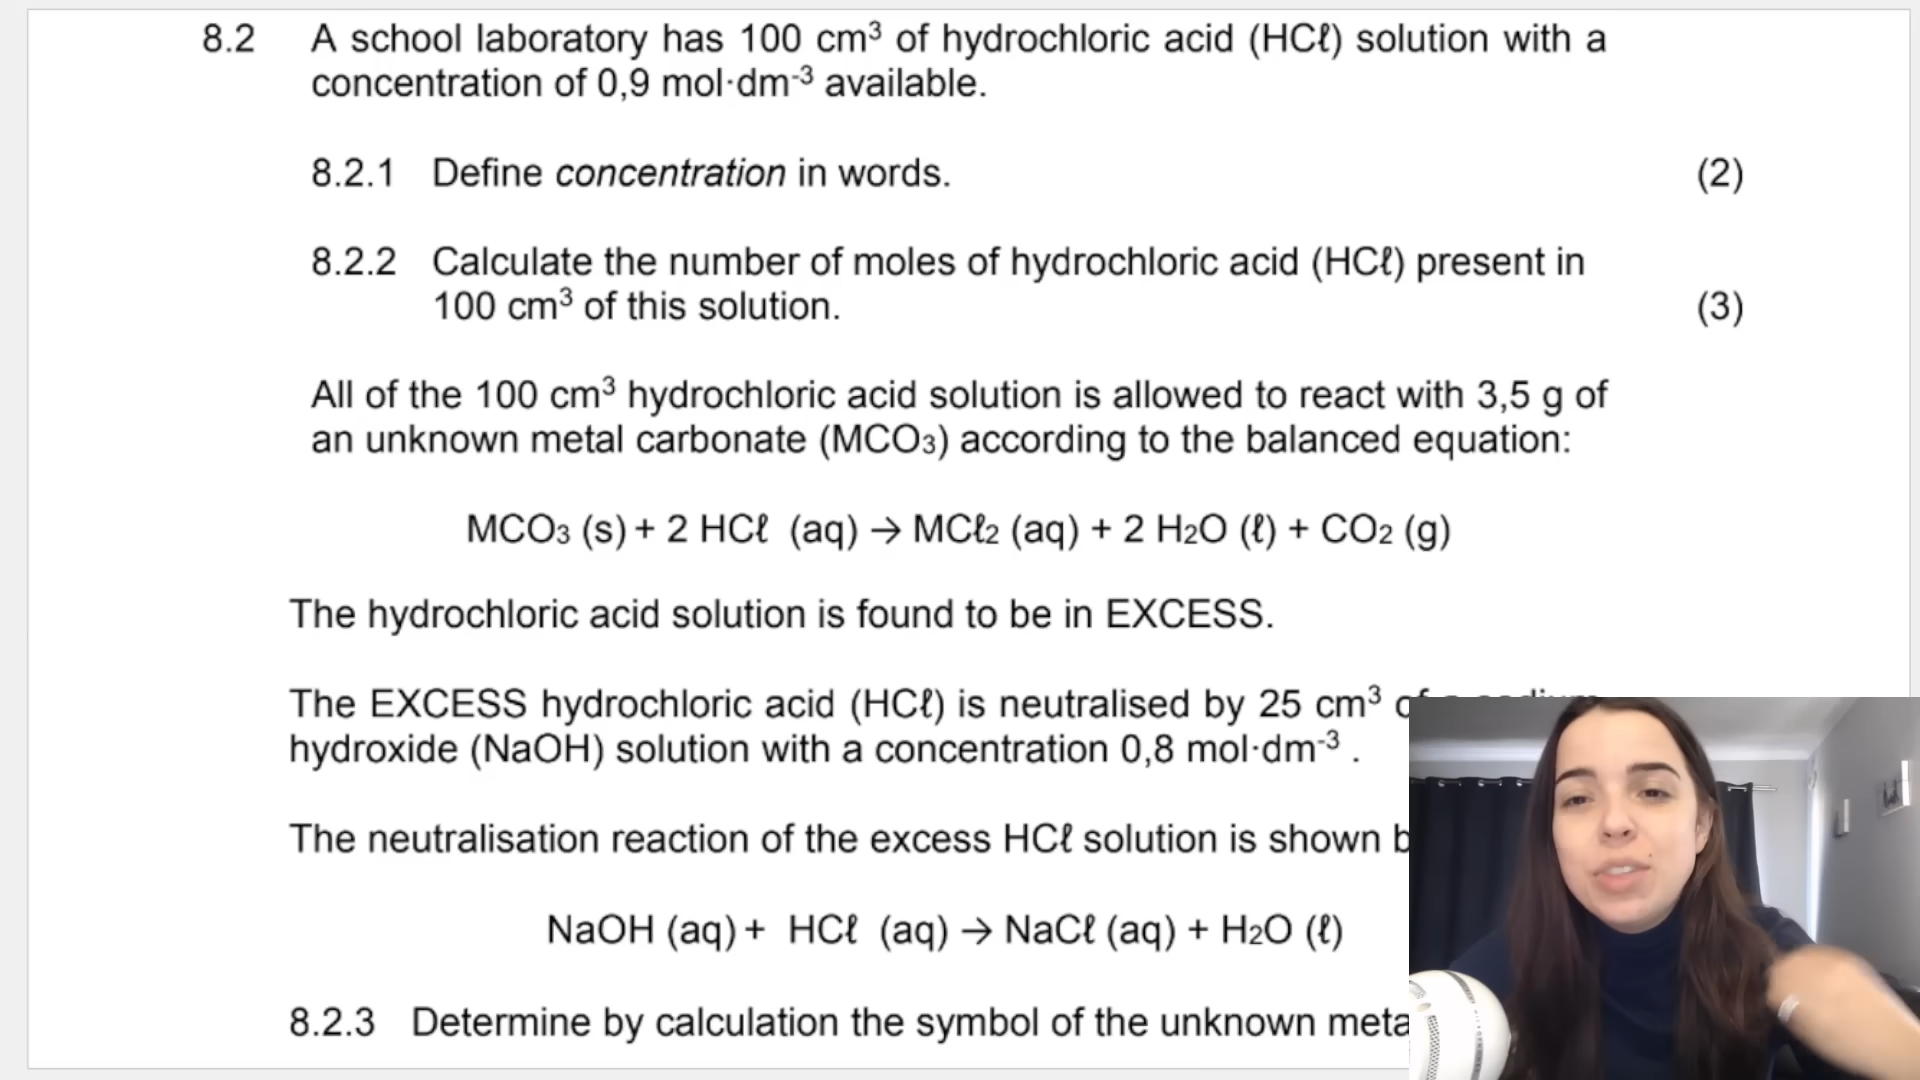 8.2 A school laboratory has 100 cm³ of hydrochloric acid (HCℓ) solution with a
concentration of 0,9 mol·dm⁻³ available.
8.2.1 Define concentration in words. (2)
8.2.2 Calculate the number of moles of hydrochloric acid (HCℓ) present in
100 cm³ of this solution. (3)
All of the 100 cm³ hydrochloric acid solution is allowed to react with 3,5 g of
an unknown metal carbonate (MCO₃) according to the balanced equation:
MCO₃ (s) + 2 HCℓ (aq) → MCℓ₂ (aq) + 2 H₂O (ℓ) + CO₂ (g)
The hydrochloric acid solution is found to be in EXCESS.
The EXCESS hydrochloric acid (HCℓ) is neutralised by 25 cm³
hydroxide (NaOH) solution with a concentration 0,8 mol·dm⁻³ .
The neutralisation reaction of the excess HCℓ solution is shown
NaOH (aq) + HCℓ (aq) → NaCℓ (aq) + H₂O (ℓ)
8.2.3 Determine by calculation the symbol of the unknown